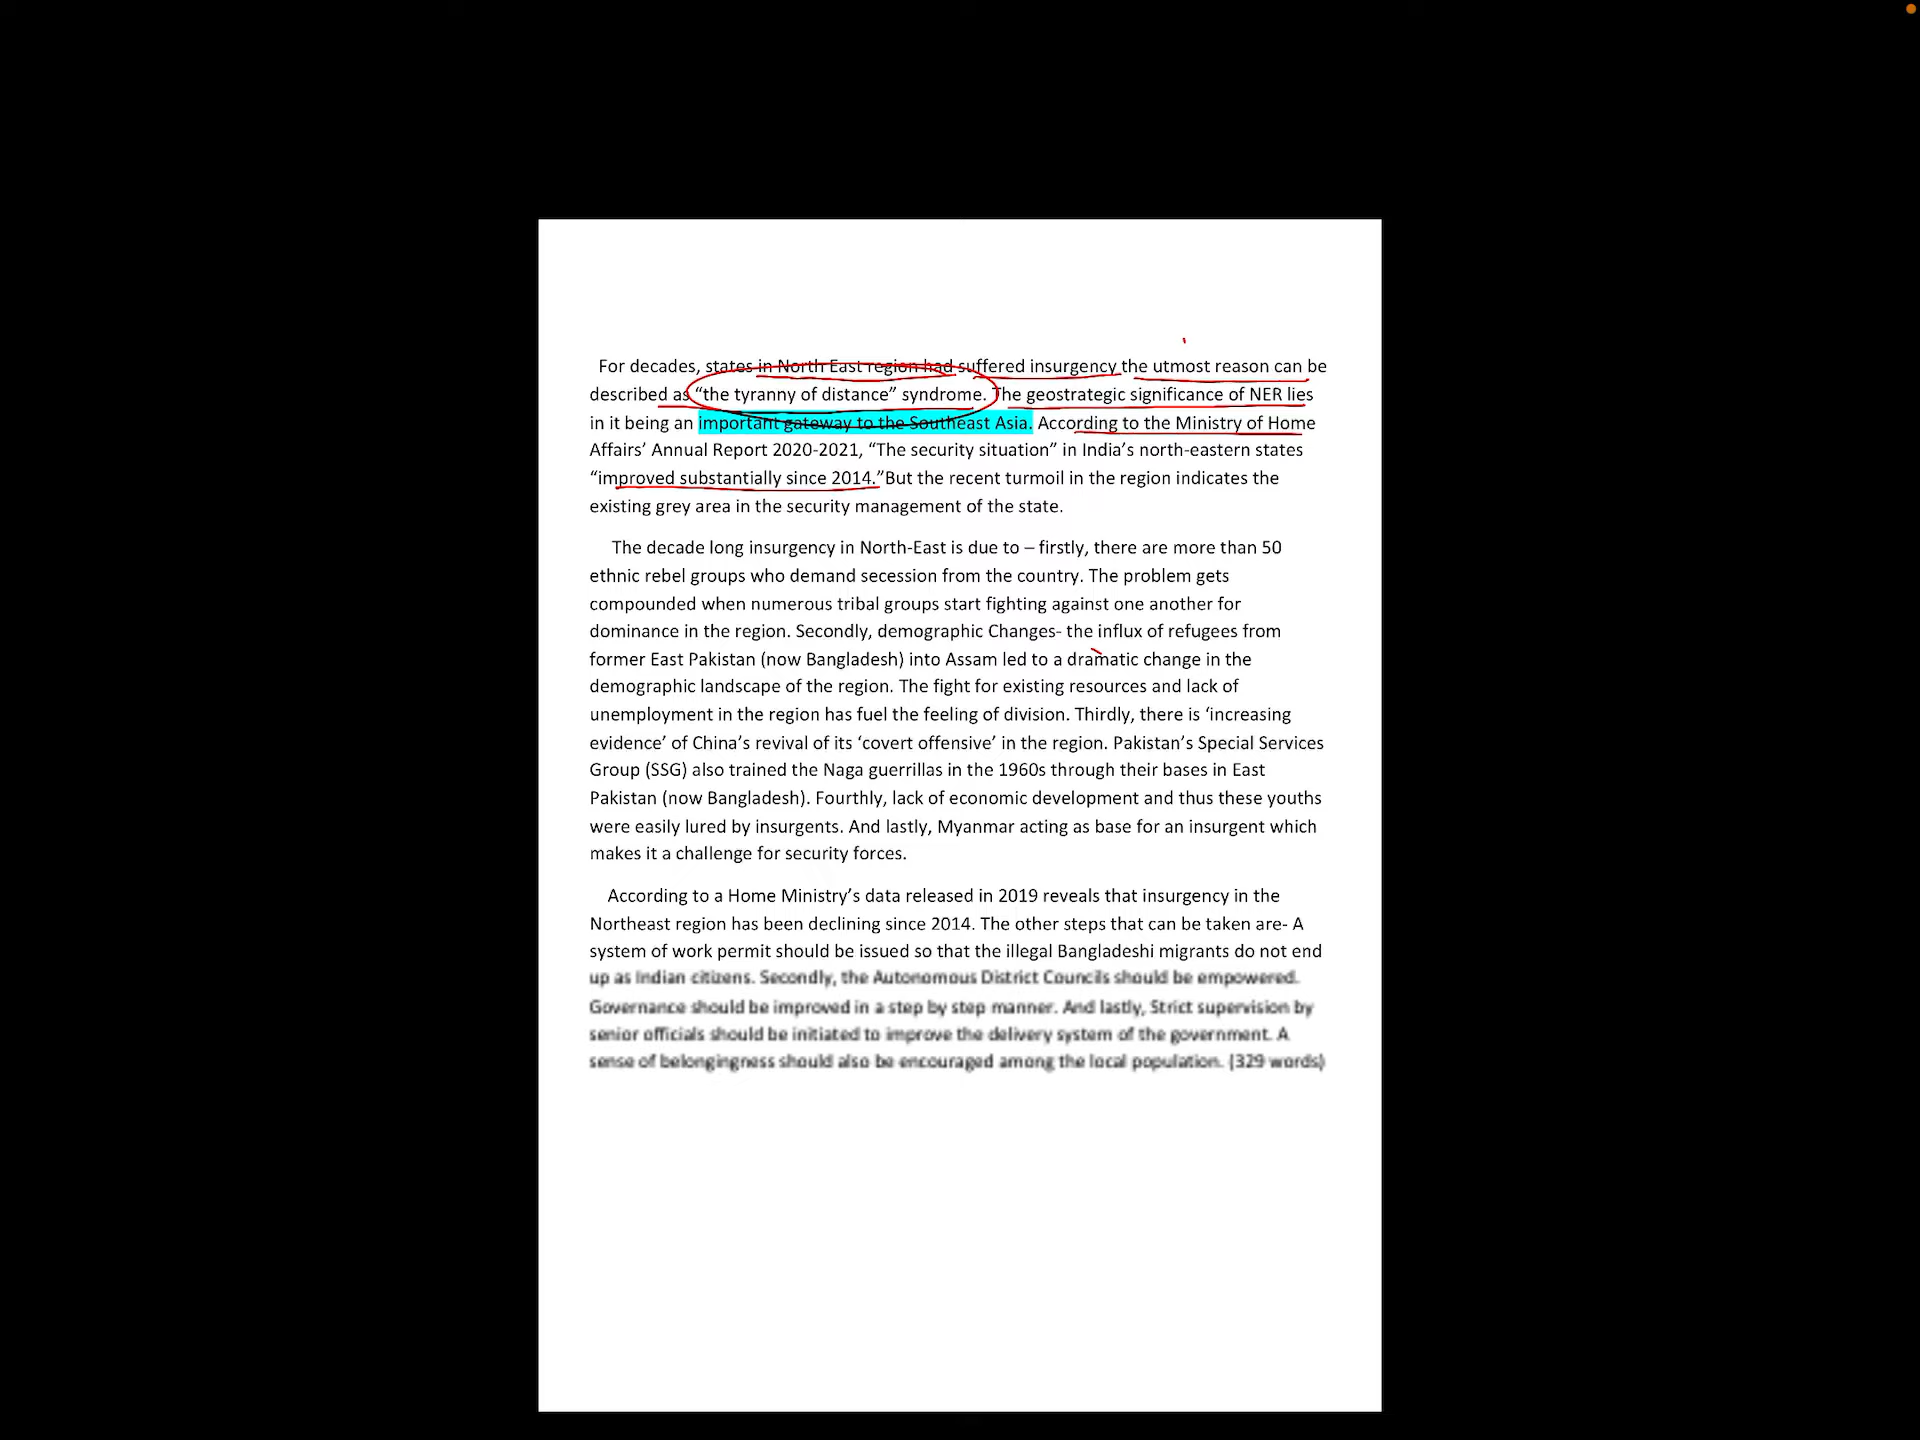 For decades, states in North East region had suffered insurgency the utmost reason can be
described as “the tyranny of distance” syndrome. The geostrategic significance of NER lies
in it being an important gateway to the Southeast Asia. According to the Ministry of Home
Affairs’ Annual Report 2020-2021, “The security situation” in India’s north-eastern states
“improved substantially since 2014.”But the recent turmoil in the region indicates the
existing grey area in the security management of the state.
The decade long insurgency in North-East is due to – firstly, there are more than 50
ethnic rebel groups who demand secession from the country. The problem gets
compounded when numerous tribal groups start fighting against one another for
dominance in the region. Secondly, demographic Changes- the influx of refugees from
former East Pakistan (now Bangladesh) into Assam led to a dramatic change in the
demographic landscape of the region. The fight for existing resources and lack of
unemployment in the region has fuel the feeling of division. Thirdly, there is ‘increasing
evidence’ of China’s revival of its ‘covert offensive’ in the region. Pakistan’s Special Services
Group (SSG) also trained the Naga guerrillas in the 1960s through their bases in East
Pakistan (now Bangladesh). Fourthly, lack of economic development and thus these youths
were easily lured by insurgents. And lastly, Myanmar acting as base for an insurgent which
makes it a challenge for security forces.
According to a Home Ministry’s data released in 2019 reveals that insurgency in the
Northeast region has been declining since 2014. The other steps that can be taken are- A
system of work permit should be issued so that the illegal Bangladeshi migrants do not end
up as Indian citizens. Secondly, the Autonomous District Councils should be empowered.
Governance should be improved in a step by step manner. And lastly, Strict supervision by
senior officials should be initiated to improve the delivery system of the government. A
sense of belongingness should also be encouraged among the local population. (329 words)